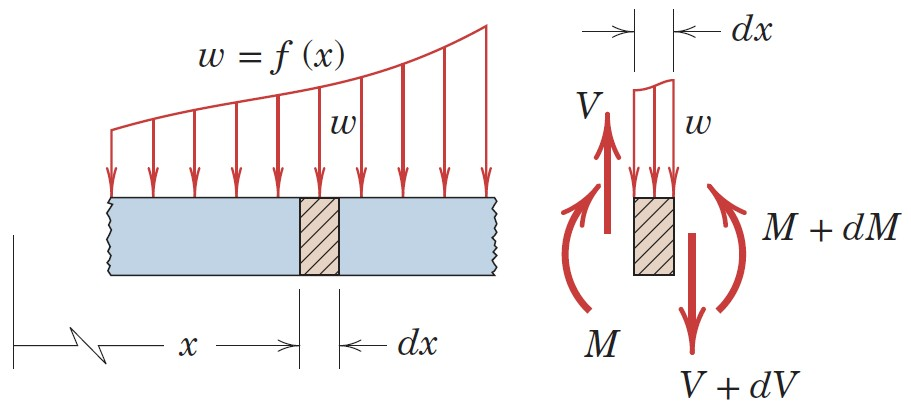 w = f (x)
w
x
dx
dx
V
w
M + dM
M
V + dV